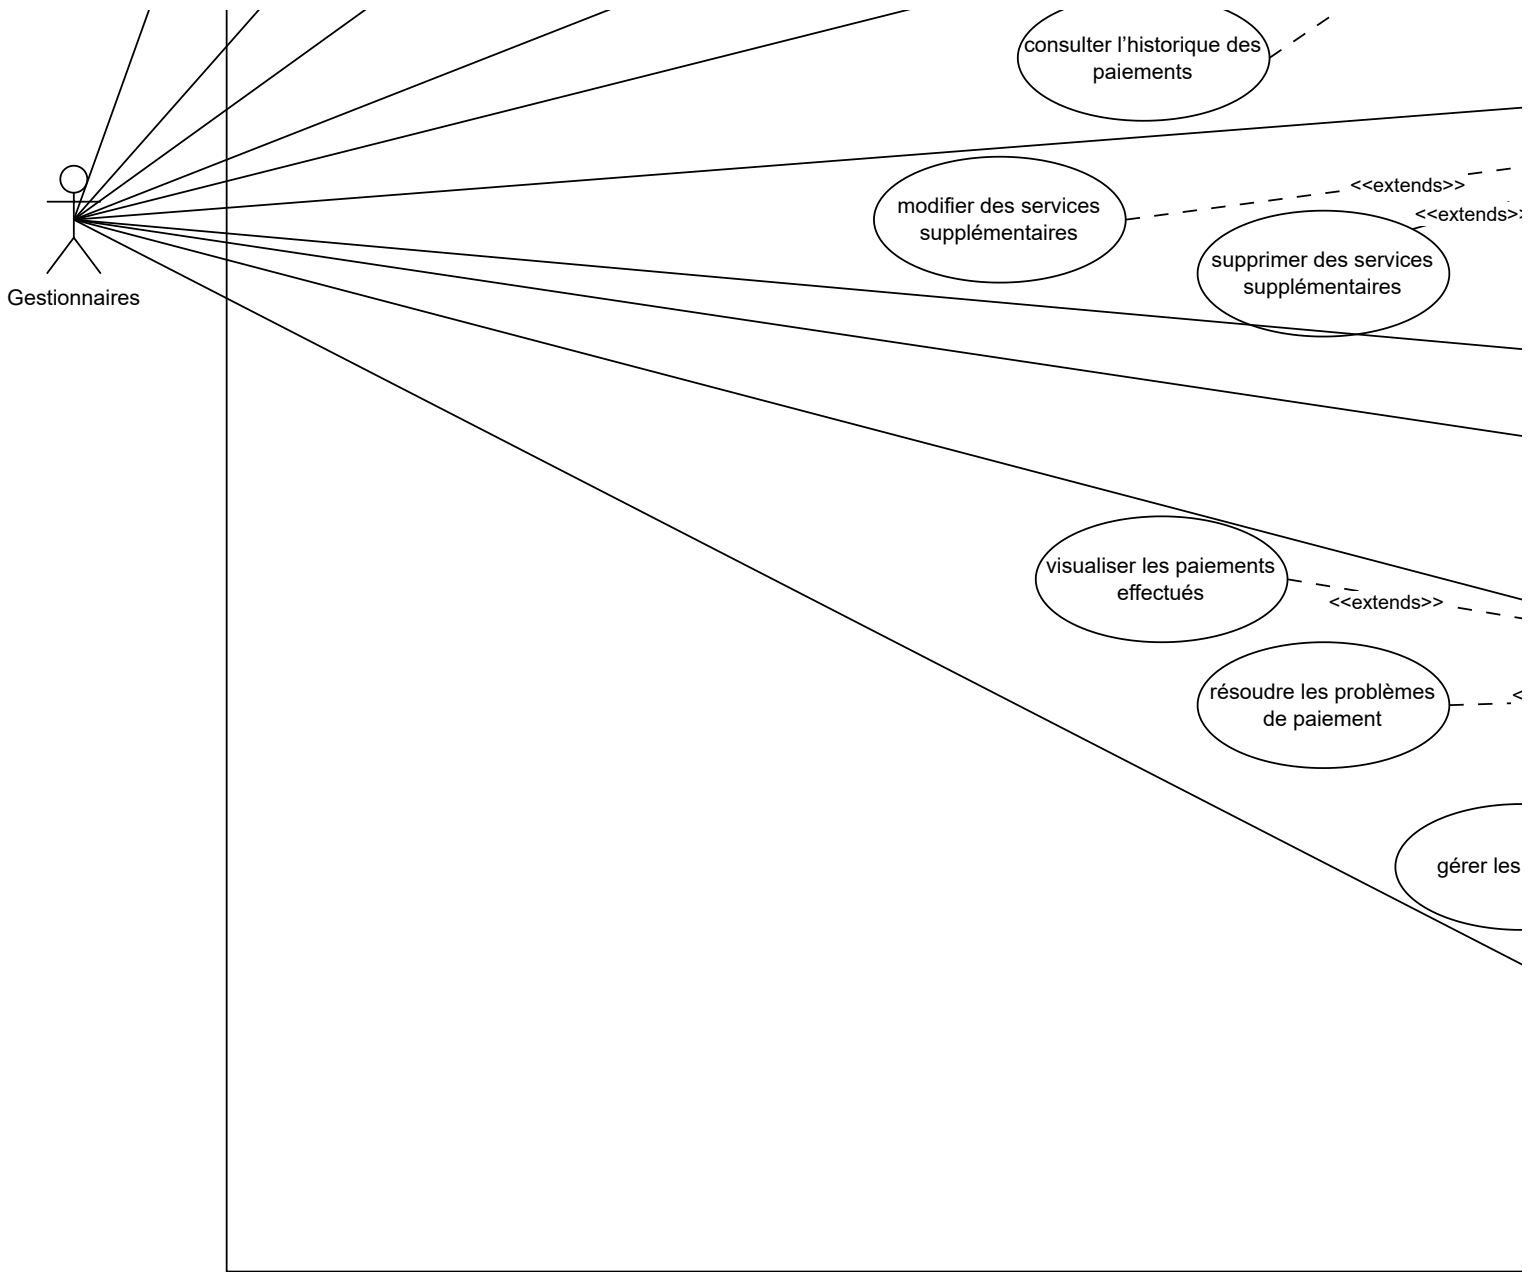 consulter l’historique des
paiements
<<extends>>
modifier des services
supplémentaires
<<extends>
supprimer des services
supplémentaires
Gestionnaires
visualiser les paiements
effectués
<<extends>>
résoudre les problèmes
de paiement
<
gérer les